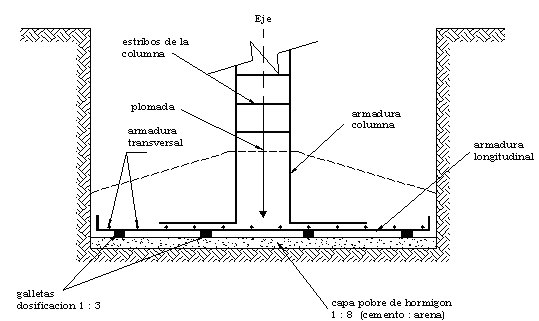 Eje
estribos de la
columna
plomada
armadura
transversal
armadura
columna
armadura
longitudinal
galletas
dosificacion 1 : 3
capa pobre de hormigon
1 : 8 (cemento : arena)